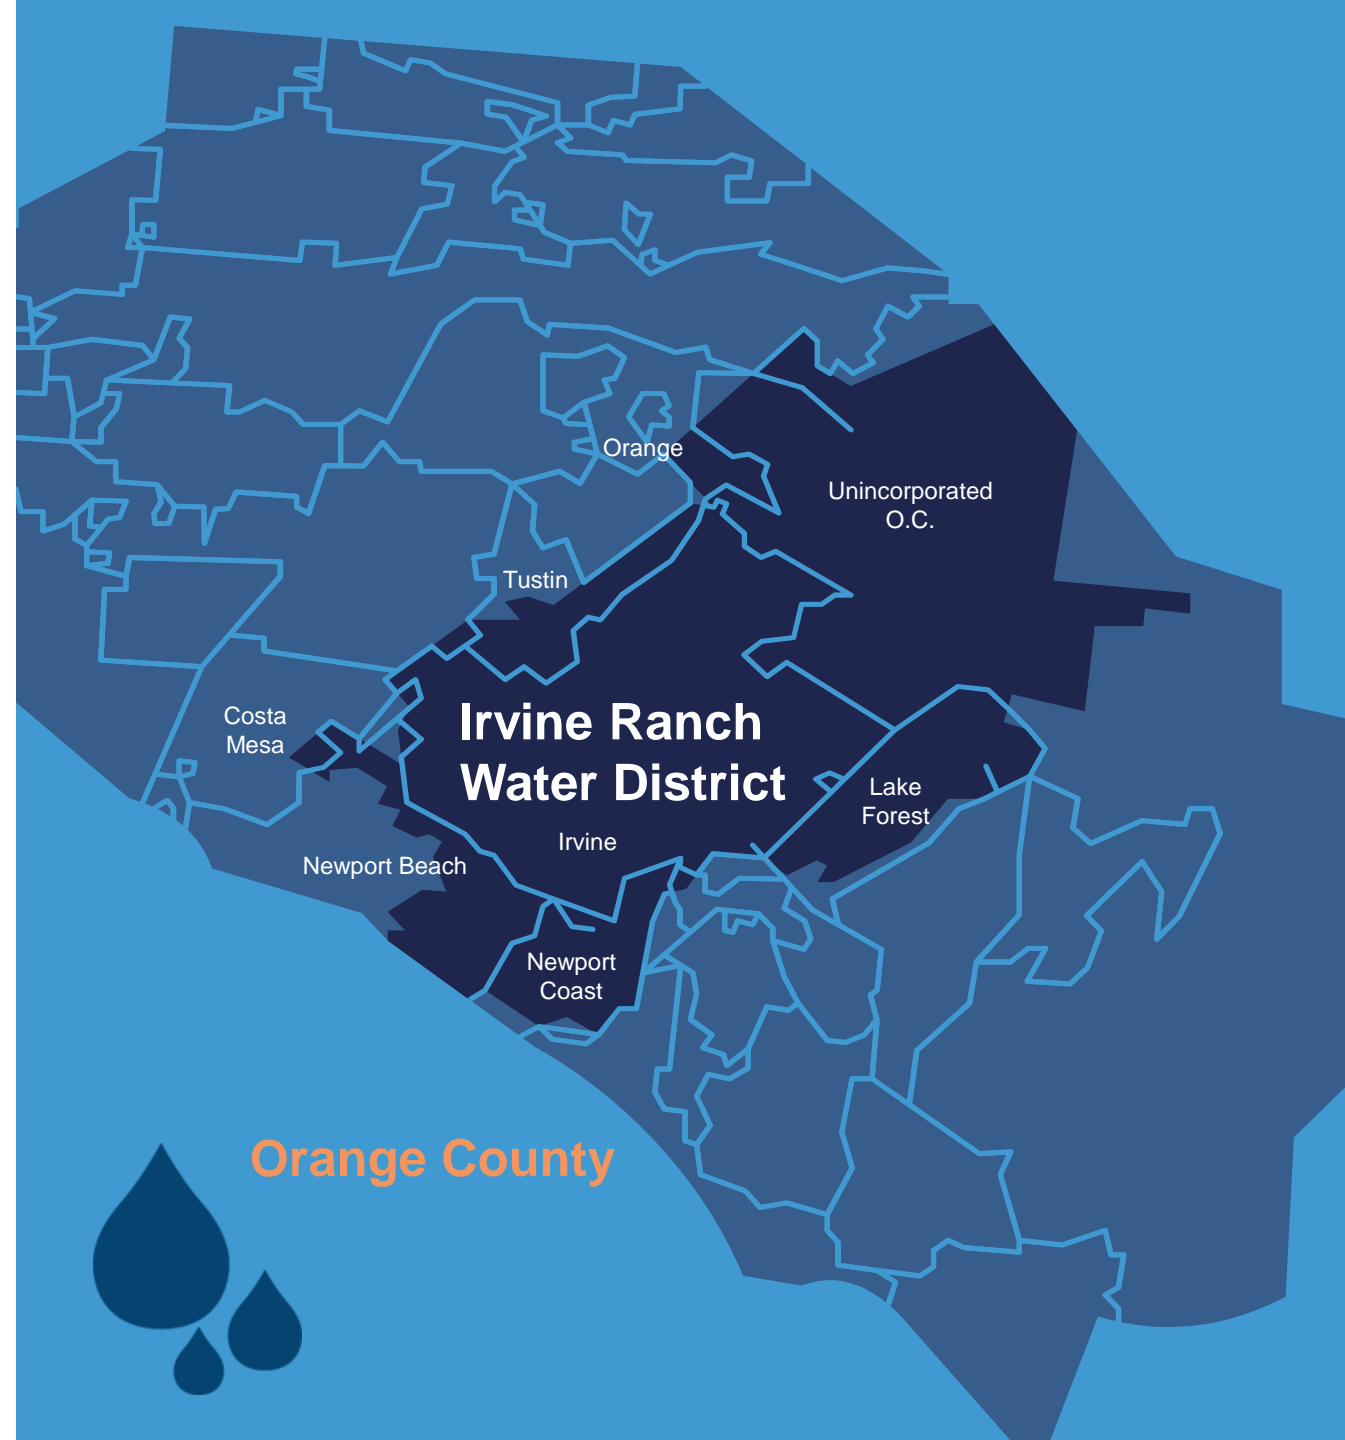 Orange
Unincorporated
O.C.
Tustin
Costa
Mesa
Irvine Ranch
Water District
Lake
Forest
Irvine
Newport Beach
Newport
Coast
Orange County